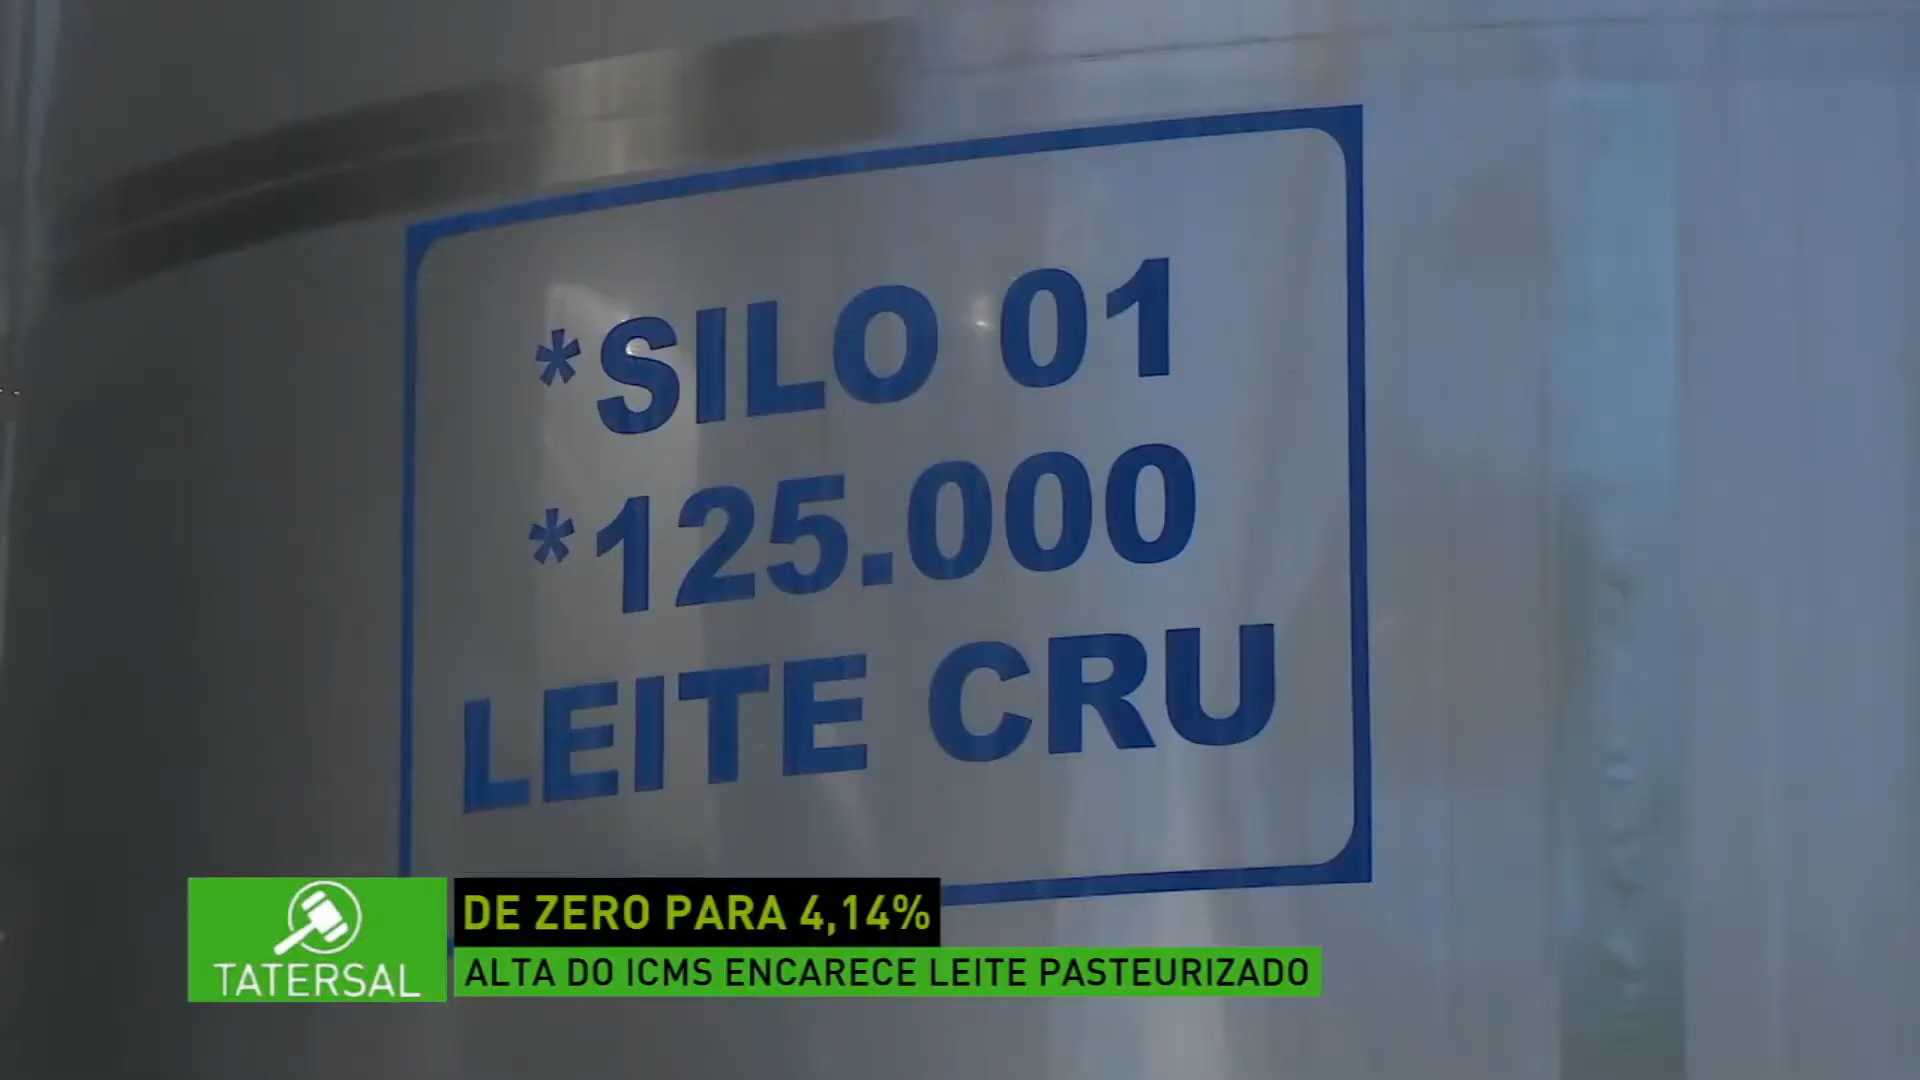 *SILO 01
*125.000
LEITE CRU
DE ZERO PARA 4,14%
TATERSAL
ALTA DO ICMS ENCARECE LEITE PASTEURIZADO